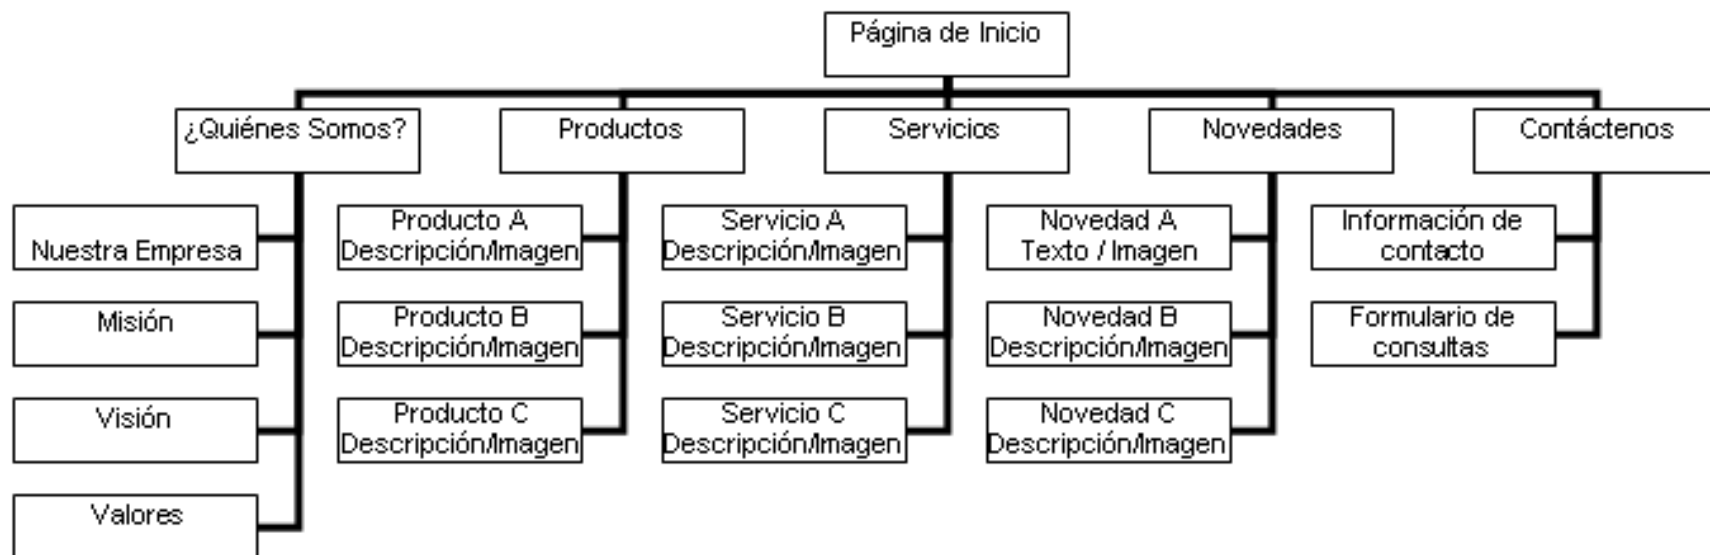 Página de Inicio
¿Quiénes Somos?
Productos
Servicios
Novedades
Contáctenos
Nuestra Empresa
Misión
Visión
Valores
Producto A
Descripción/Imagen
Producto B
Descripción/Imagen
Producto C
Descripción/Imagen
Servicio A
Descripción/Imagen
Servicio B
Descripción/Imagen
Servicio C
Descripción/Imagen
Novedad A
Texto / Imagen
Novedad B
Descripción/Imagen
Novedad C
Descripción/Imagen
Información de
contacto
Formulario de
consultas